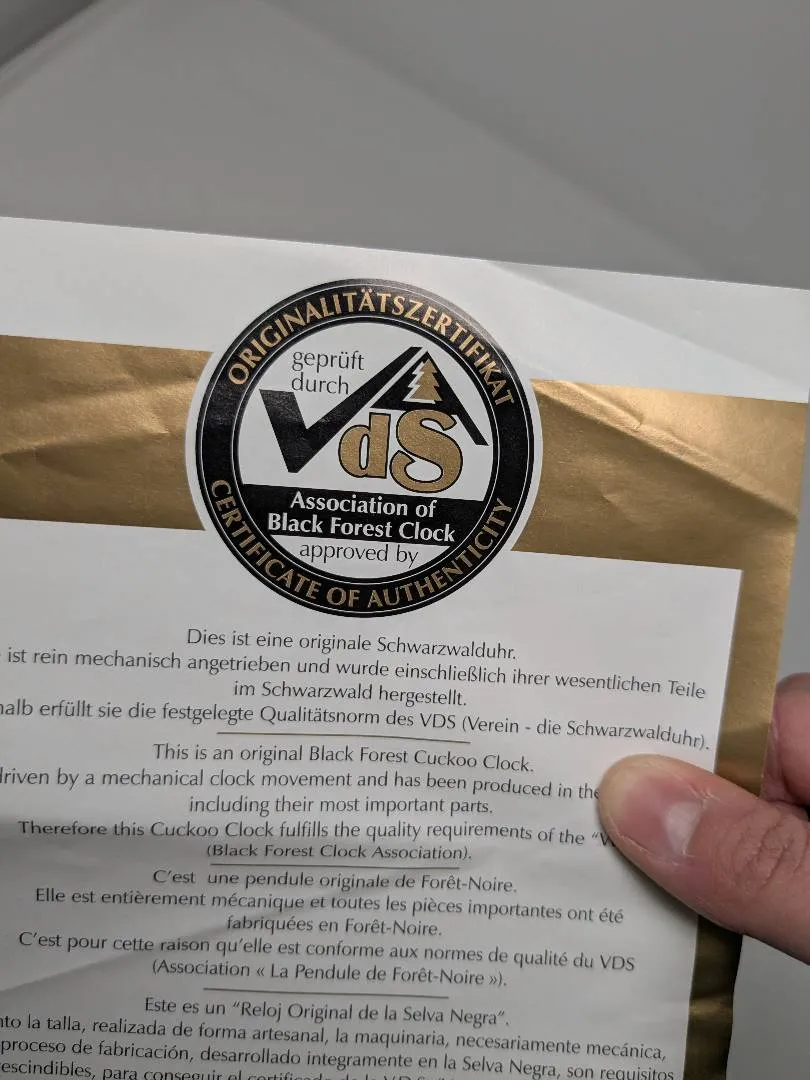 ORIGINALITÄTSZERTIFIKAT
geprüft
durch
VdS
Association of
Black Forest Clock
approved by
CERTIFICATE OF AUTHENTICITY
Dies ist eine originale Schwarzwalduhr.
ist rein mechanisch angetrieben und wurde einschließlich ihrer wesentlichen Teile
im Schwarzwald hergestellt.
erfüllt sie die festgelegte Qualitätsnorm des VDS (Verein - die Schwarzwalduhr).
This is an original Black Forest Cuckoo Clock.
by a mechanical clock movement and has been produced in the
including their most important parts.
Therefore this Cuckoo Clock fulfills the quality requirements of the
(Black Forest Clock Association).
C'est une pendule originale de Forêt-Noire.
Elle est entièrement mécanique et toutes les pièces importantes ont été
fabriquées en Forêt-Noire.
C'est pour cette raison qu'elle est conforme aux normes de qualité du VDS
(Association « La Pendule de Forêt-Noire »).
Este es un “Reloj Original de la Selva Negra”.
la talla, realizada de forma artesanal, la maquinaria, necesariamente mecánica,
proceso de fabricación, desarrollado integramente en la Selva Negra, son requisitos
para conseguir el